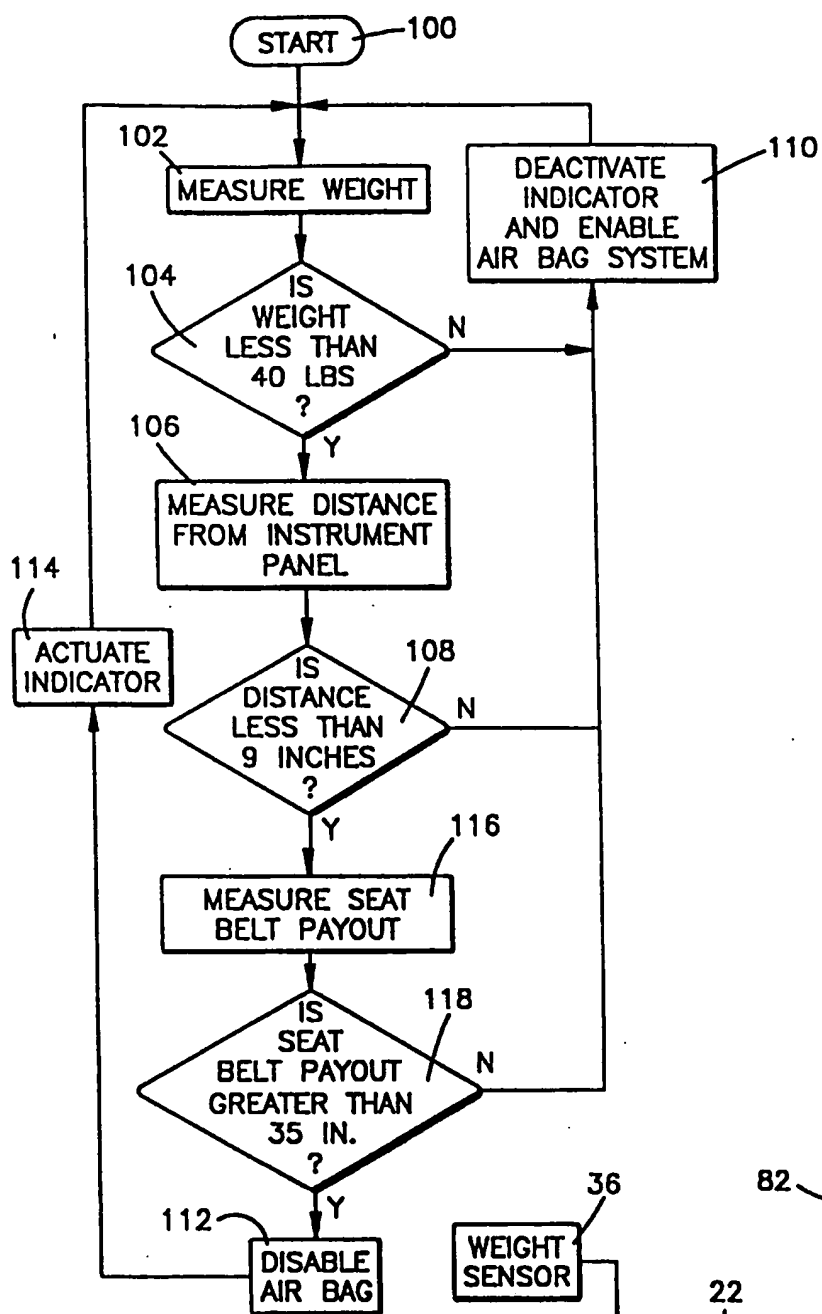 START
100
102
MEASURE WEIGHT
DEACTIVATE
INDICATOR
AND ENABLE
AIR BAG SYSTEM
110
104
IS
WEIGHT
LESS THAN
40 LBS
?
N
Y
106
MEASURE DISTANCE
FROM INSTRUMENT
PANEL
114
ACTUATE
INDICATOR
108
IS
DISTANCE
LESS THAN
9 INCHES
?
N
Y
116
MEASURE SEAT
BELT PAYOUT
118
IS
SEAT
BELT PAYOUT
GREATER THAN
35 IN.
?
N
Y
112
DISABLE
AIR BAG
36
WEIGHT
SENSOR
82
22